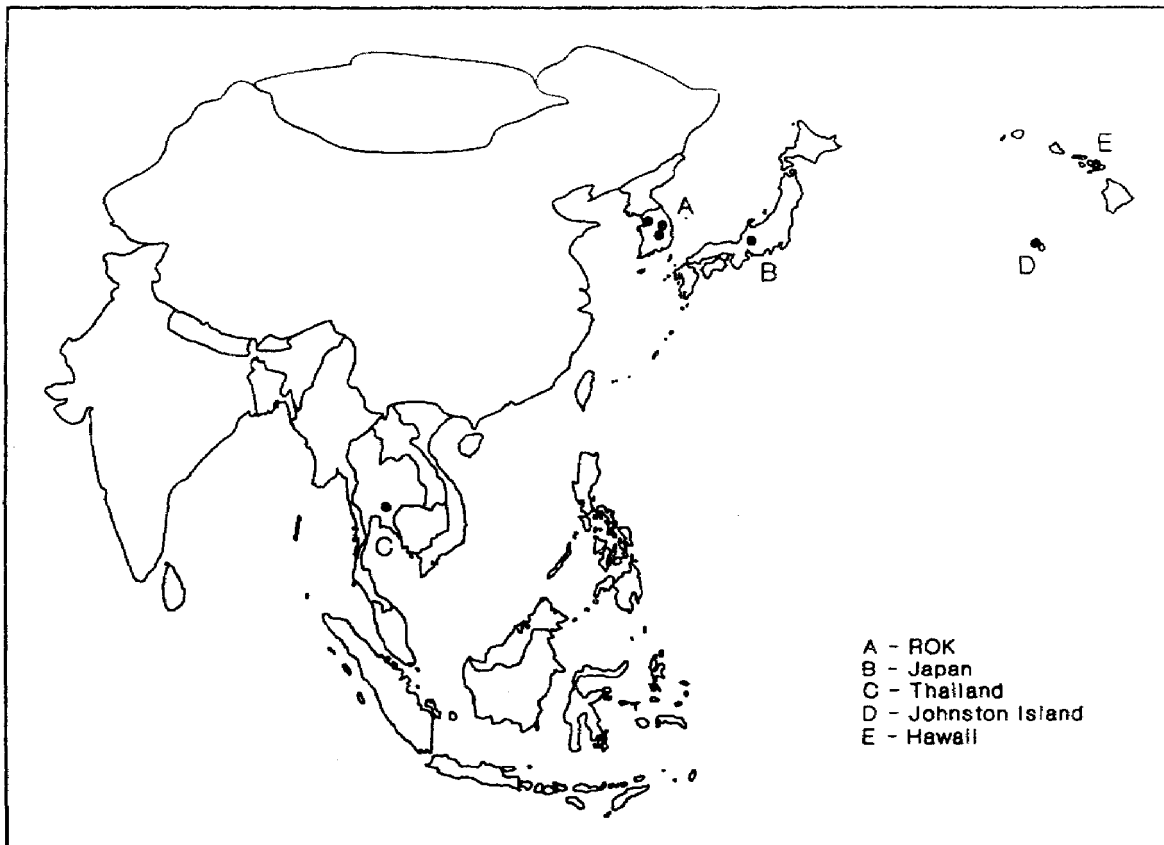 E
A
D
B
C
A - ROK
B - Japan
C - Thailand
D - Johnston Island
E - Hawaii